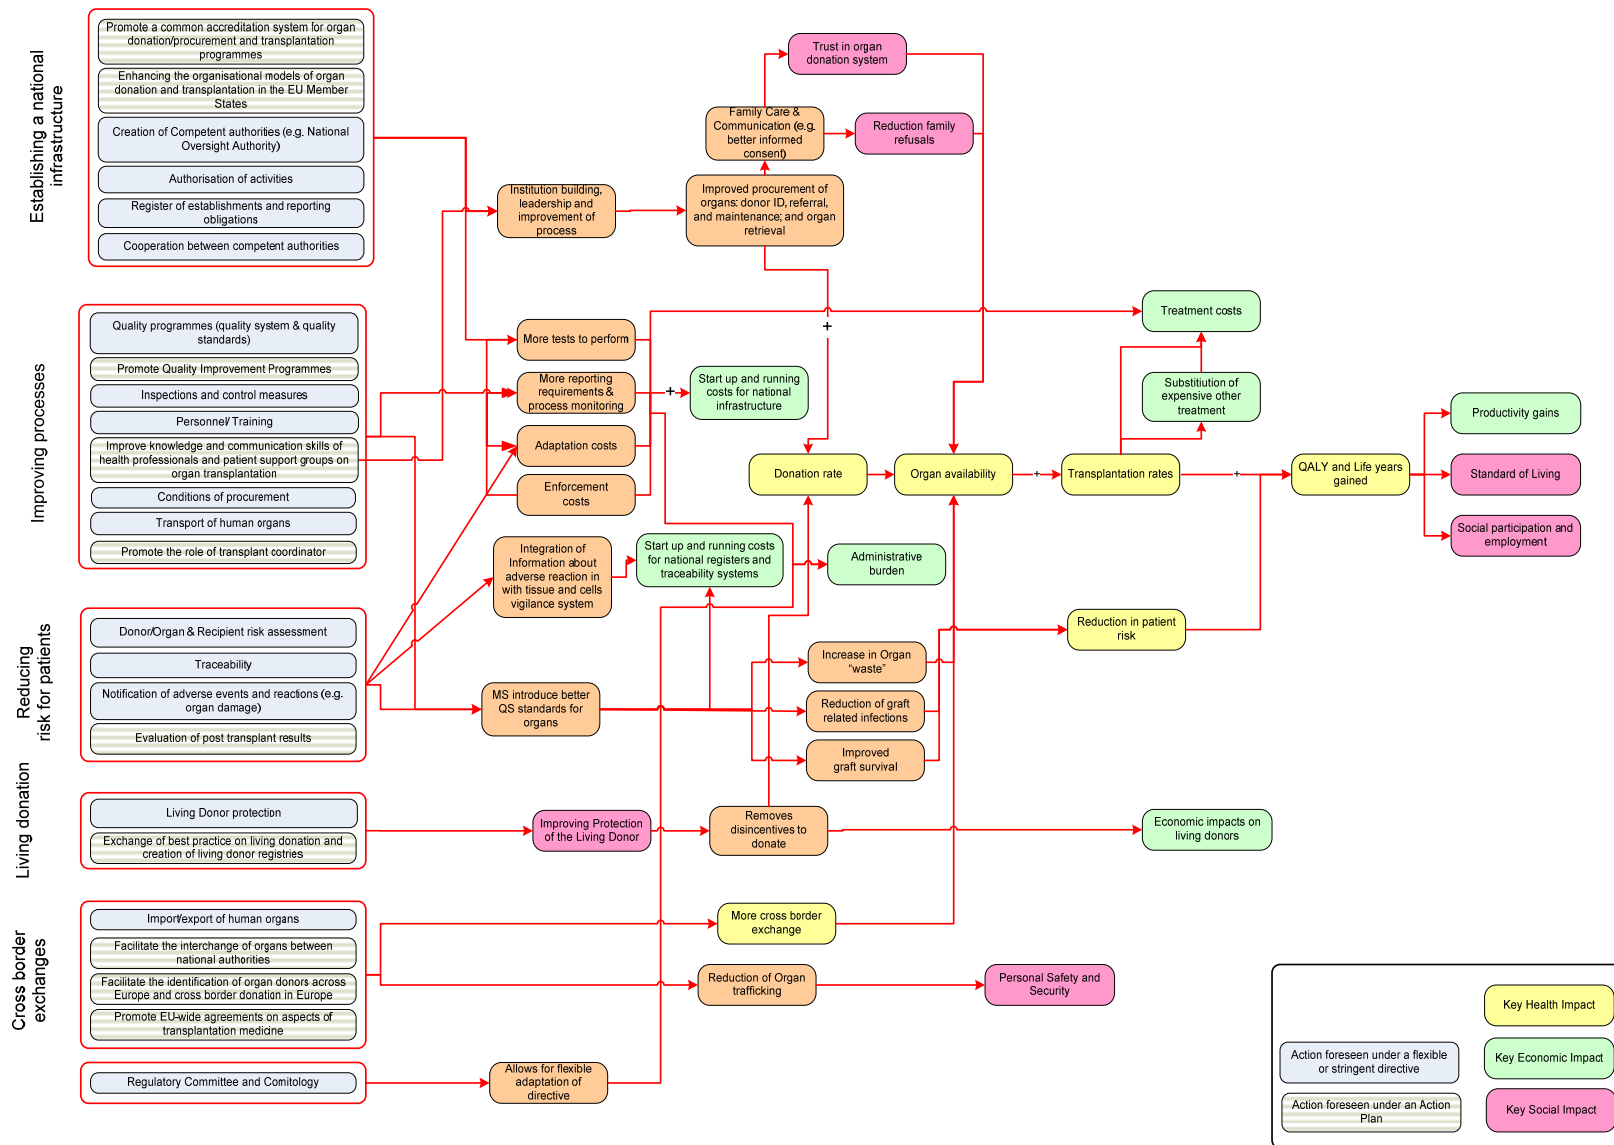 Establishing a national
infrastructure
Promote a common accreditation system for organ
donation/procurement and transplantation
programmes
Enhancing the organisational models of organ
donation and transplantation in the EU Member
States
Creation of Competent authorities (e.g. National
Oversight Authority)
Authorisation of activities
Register of establishments and reporting
obligations
Cooperation between competent authorities
Institution building,
leadership and
improvement of
process
Improved procurement of
organs: donor ID, referral,
and maintenance; and organ
retrieval
Family Care &
Communication (e.g.
better informed
consent)
Trust in organ
donation system
Reduction family
refusals
Improving processes
Quality programmes (quality system & quality
standards)
Promote Quality Improvement Programmes
Inspections and control measures
Personnel/ Training
Improve knowledge and communication skills of
health professionals and patient support groups on
organ transplantation
Conditions of procurement
Transport of human organs
Promote the role of transplant coordinator
More tests to perform
More reporting
requirements &
process monitoring
Adaptation costs
Enforcement
costs
+
Start up and running
costs for national
infrastructure
+
Treatment costs
Substitiution of
expensive other
treatment
Donation rate
Organ availability
+
Transplantation rates
+
QALY and Life years
gained
Productivity gains
Standard of Living
Social participation and
employment
Integration of
Information about
adverse reaction in
with tissue and cells
vigilance system
Start up and running costs
for national registers and
traceability systems
Administrative
burden
Reducing
risk for patients
Donor/Organ & Recipient risk assessment
Traceability
Notification of adverse events and reactions (e.g.
organ damage)
Evaluation of post transplant results
MS introduce better
QS standards for
organs
Increase in Organ
“waste”
Reduction of graft
related infections
Improved
graft survival
Reduction in patient
risk
Living donation
Living Donor protection
Exchange of best practice on living donation and
creation of living donor registries
Improving Protection
of the Living Donor
Removes
disincentives to
donate
Economic impacts on
living donors
Cross border
exchanges
Import/export of human organs
Facilitate the interchange of organs between
national authorities
Facilitate the identification of organ donors across
Europe and cross border donation in Europe
Promote EU-wide agreements on aspects of
transplantation medicine
More cross border
exchange
Reduction of Organ
trafficking
Personal Safety and
Security
Regulatory Committee and Comitology
Allows for flexible
adaptation of
directive
Key Health Impact
Action foreseen under a flexible
or stringent directive
Key Economic Impact
Action foreseen under an Action
Plan
Key Social Impact